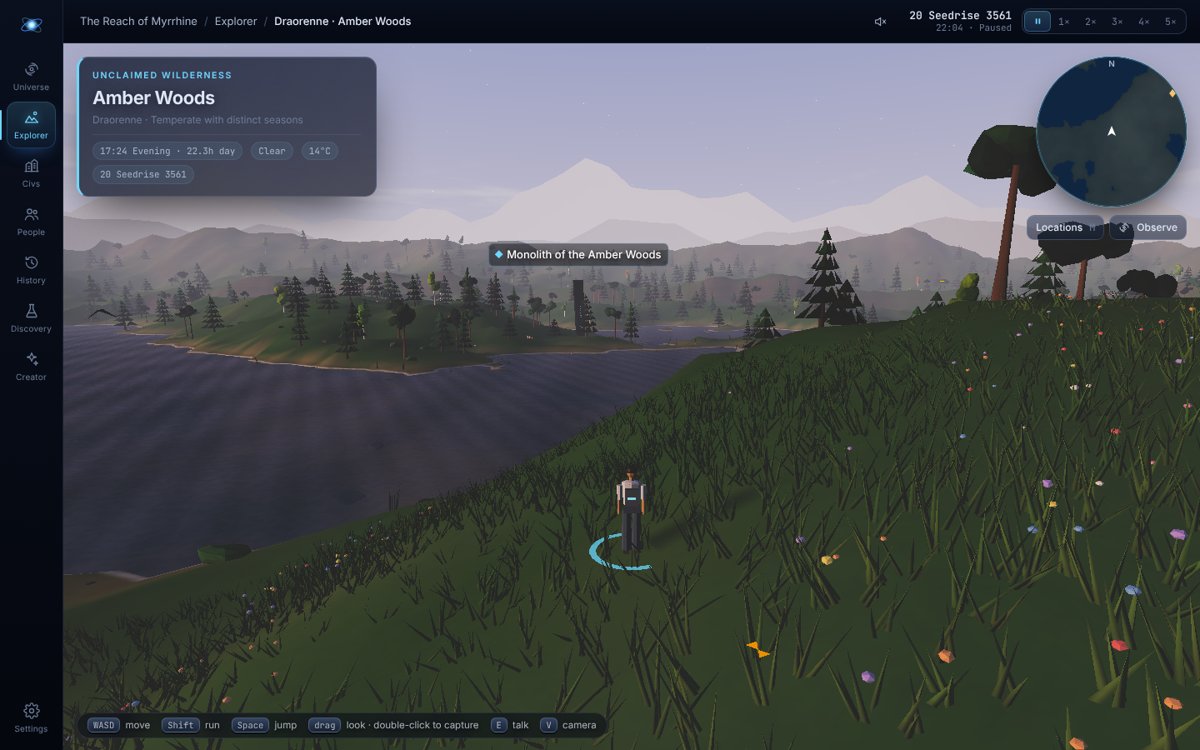 The Reach of Myrrhine / Explorer / Draorenne · Amber Woods
20 Seedrise 3561
22:04 · Paused
1× 2× 3× 4× 5×
Universe
Explorer
Civs
People
History
Discovery
Creator
Settings
UNCLAIMED WILDERNESS
Amber Woods
Draorenne · Temperate with distinct seasons
17:24 Evening · 22.3h day Clear 14°C
20 Seedrise 3561
N
Locations Observe
Monolith of the Amber Woods
WASD move Shift run Space jump drag look · double-click to capture E talk V camera